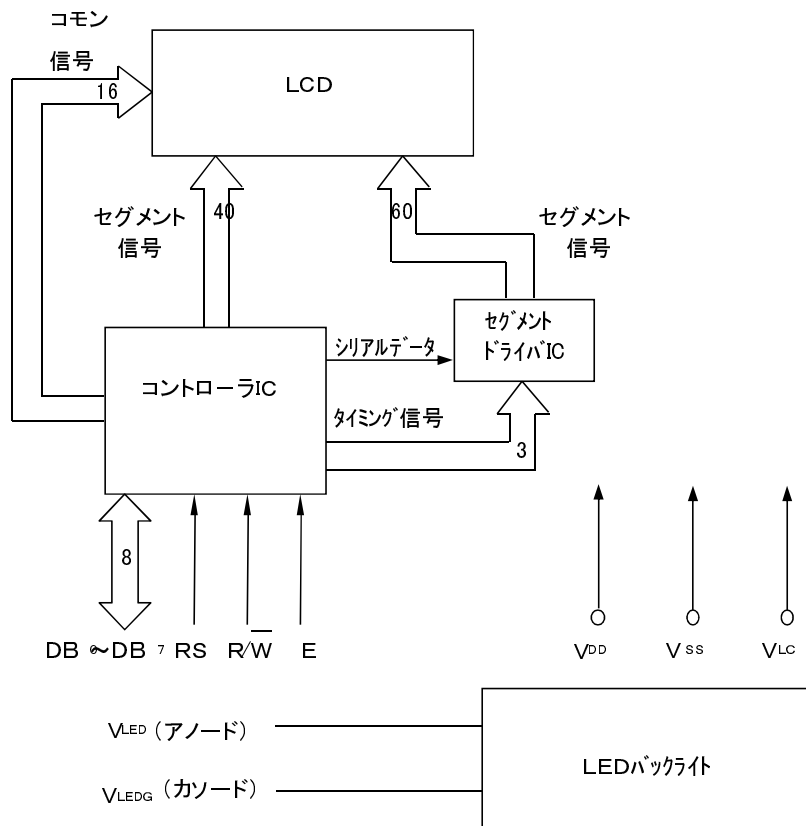 コモン
信号
16
LCD
セグメント
信号
40
60
セグメント
信号
セグメント
ドライバIC
シリアルデータ
コントローラIC
タイミング信号
3
8
DB0~DB7 RS R/W̅ E
VDD VSS VLC
VLED (アノード)
LEDバックライト
VLEDG (カソード)